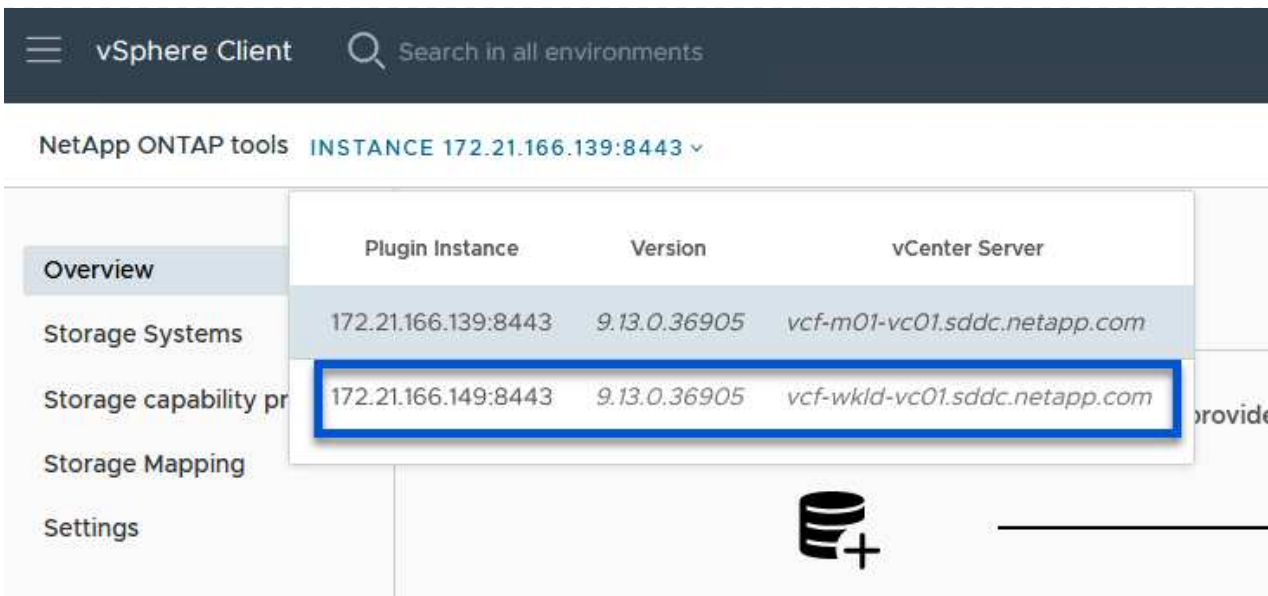 vSphere Client Search in all environments
NetApp ONTAP tools INSTANCE 172.21.166.139:8443
Plugin Instance Version vCenter Server
Overview
172.21.166.139:8443 9.13.0.36905 vcf-m01-vc01.sddc.netapp.com
Storage Systems
172.21.166.149:8443 9.13.0.36905 vcf-wkld-vc01.sddc.netapp.com
Storage capability pr
Storage Mapping
Settings